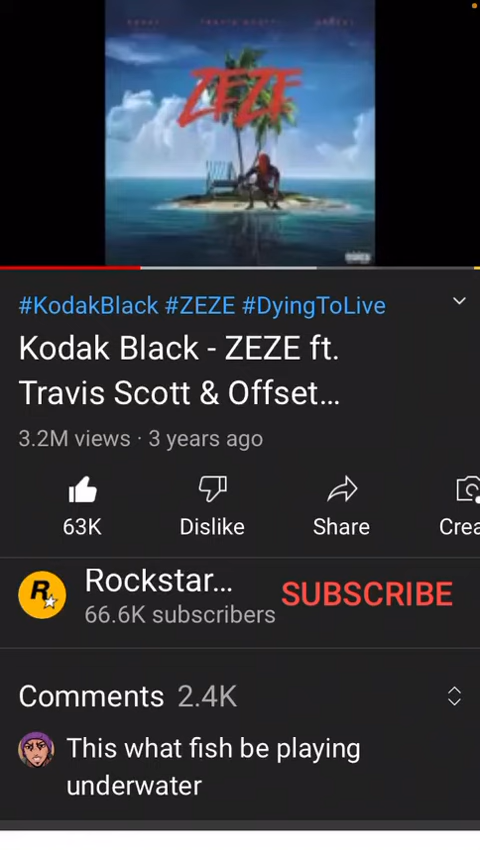 ZEZE
#KodakBlack #ZEZE #DyingToLive
Kodak Black - ZEZE ft.
Travis Scott & Offset...
3.2M views · 3 years ago
63K
Dislike
Share
Crea
R
Rockstar...
66.6K subscribers
SUBSCRIBE
Comments 2.4K
This what fish be playing
underwater